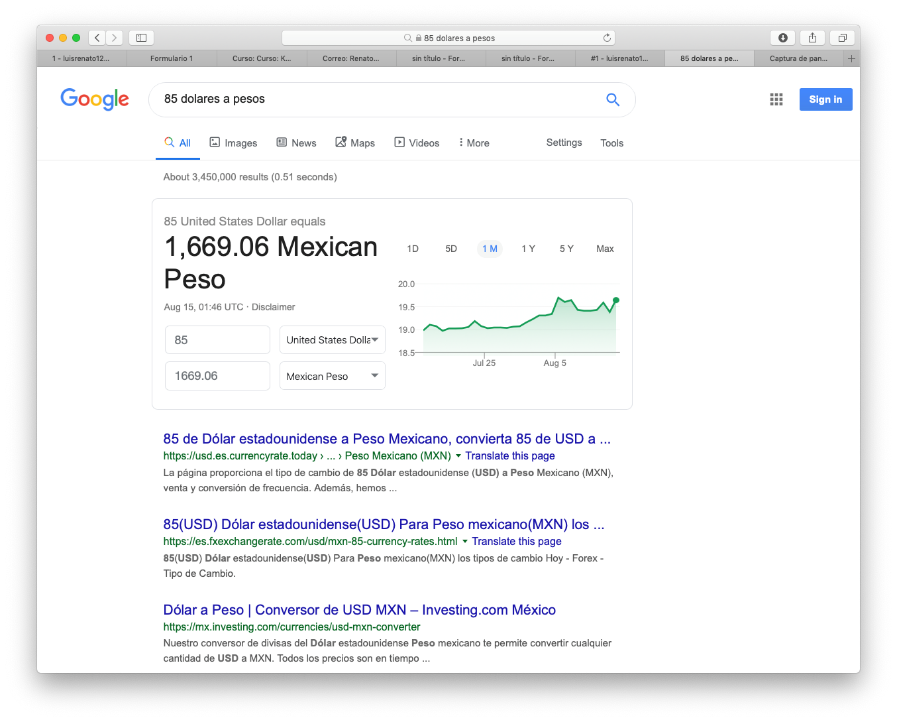 85 dolares a pesos
1 - luisrenato12...
Formulario 1
Curso: Curso: K...
Correo: Renato...
sin título - For...
sin título - For...
#1 - luisrenato1...
85 dolares a pe...
Captura de pan...
Google
85 dolares a pesos
Sign in
All Images News Maps Videos More Settings Tools
About 3,450,000 results (0.51 seconds)
85 United States Dollar equals
1,669.06 Mexican
Peso
Aug 15, 01:46 UTC · Disclaimer
85 United States Dolla
1669.06 Mexican Peso
1D 5D 1 M 1 Y 5 Y Max
20.0
19.5
19.0
18.5
Jul 25 Aug 5
85 de Dólar estadounidense a Peso Mexicano, convierta 85 de USD a ...
https://usd.es.currencyrate.today › ... › Peso Mexicano (MXN) Translate this page
La página proporciona el tipo de cambio de 85 Dólar estadounidense (USD) a Peso Mexicano (MXN),
venta y conversión de frecuencia. Además, hemos ...
85(USD) Dólar estadounidense(USD) Para Peso mexicano(MXN) los ...
https://es.fxexchangerate.com/usd/mxn-85-currency-rates.html Translate this page
85(USD) Dólar estadounidense(USD) Para Peso mexicano(MXN) los tipos de cambio Hoy - Forex -
Tipo de Cambio.
Dólar a Peso | Conversor de USD MXN – Investing.com México
https://mx.investing.com/currencies/usd-mxn-converter
Nuestro conversor de divisas del Dólar estadounidense Peso mexicano te permite convertir cualquier
cantidad de USD a MXN. Todos los precios son en tiempo ...